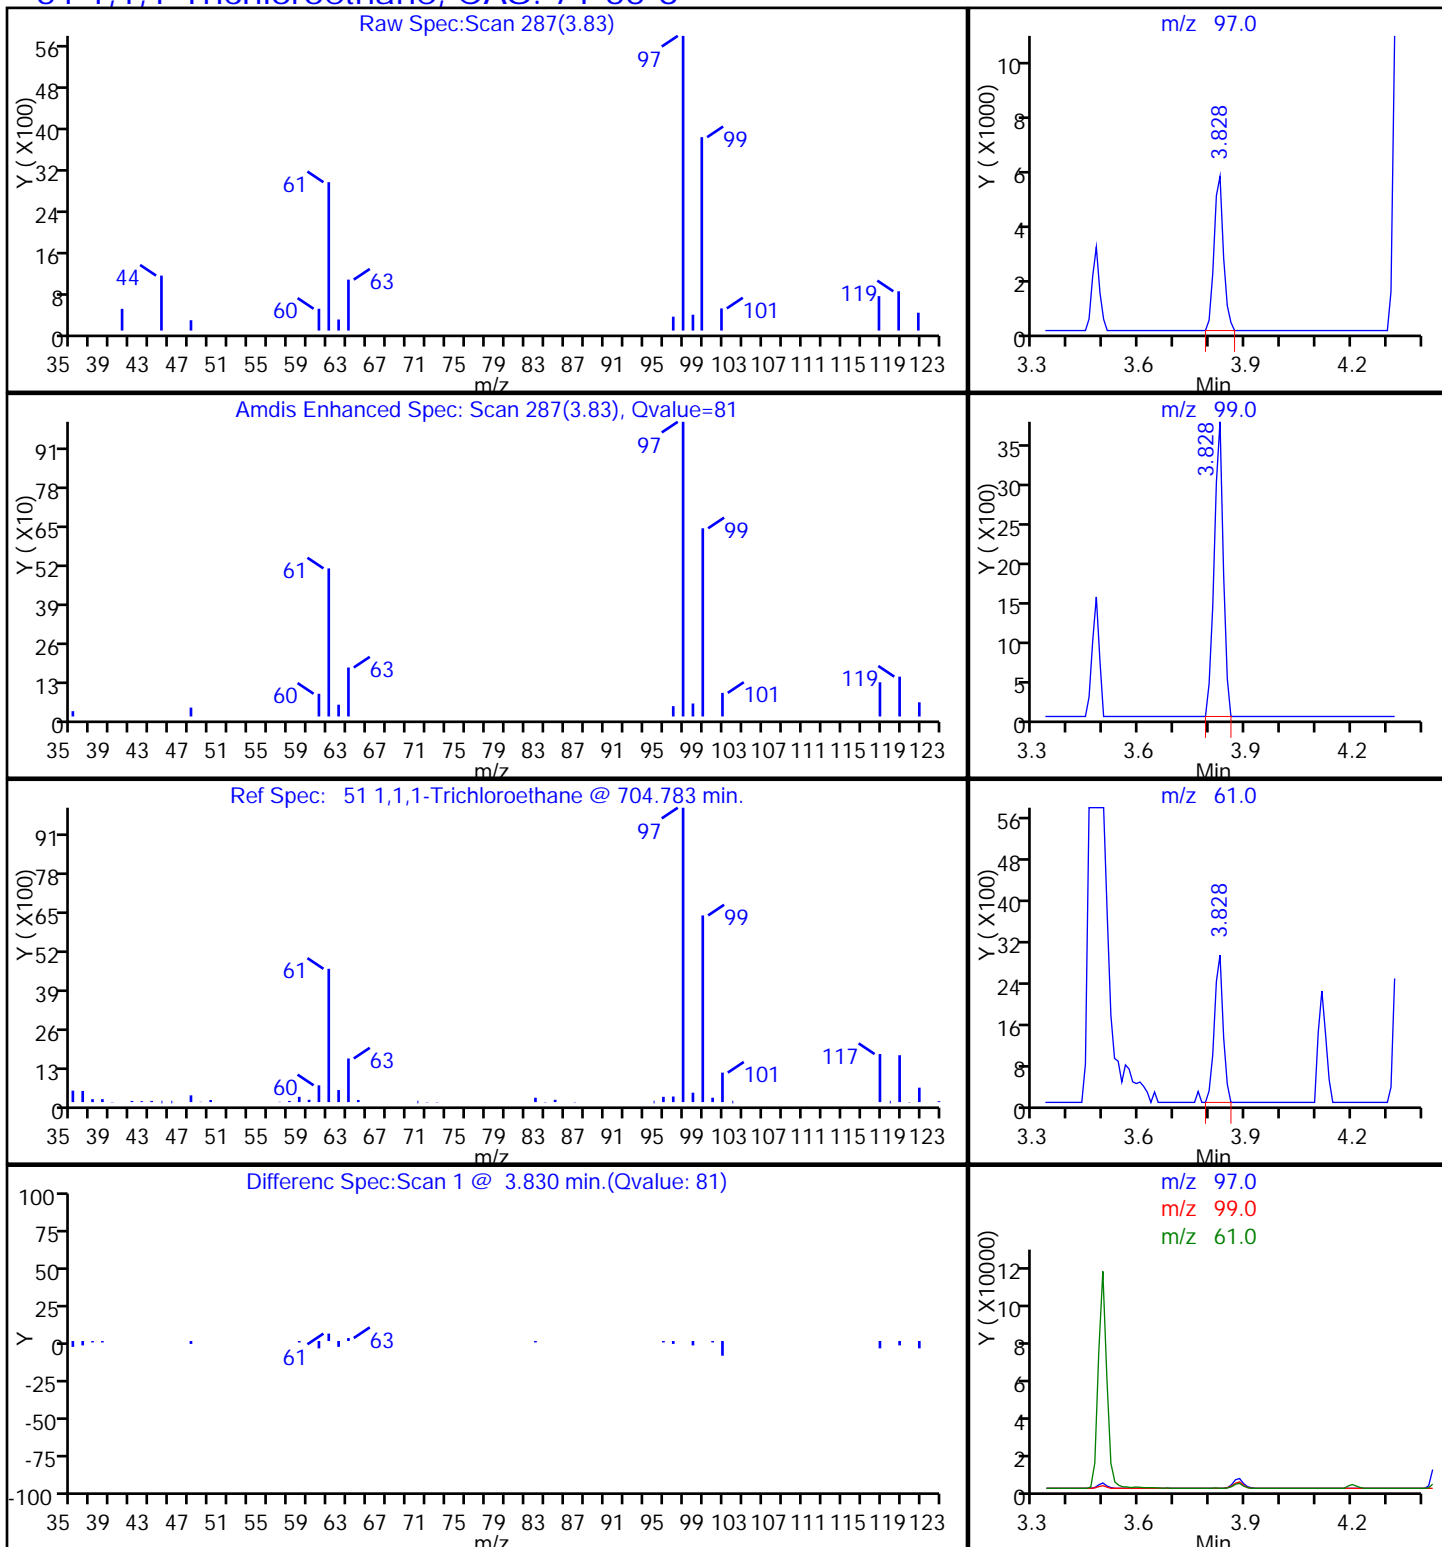 51 1,1,1-Trichloroethane, CAS: 71-55-6
Raw Spec:Scan 287(3.83)
Y ( X100)
56
48
40
32
24
16
8
0
97
99
61
44
60
63
101
119
35 39 43 47 51 55 59 63 67 71 75 79 83 87 91 95 99 103 107 111 115 119 123
m/z
m/z 97.0
Y ( X1000)
10
8
6
4
2
0
3.828
3.3 3.6 3.9 4.2
Min
Amdis Enhanced Spec: Scan 287(3.83), Qvalue=81
Y ( X10)
91
78
65
52
39
26
13
0
97
99
61
60
63
101
119
35 39 43 47 51 55 59 63 67 71 75 79 83 87 91 95 99 103 107 111 115 119 123
m/z
m/z 99.0
Y ( X100)
35
30
25
20
15
10
5
0
3.828
3.3 3.6 3.9 4.2
Min
Ref Spec: 51 1,1,1-Trichloroethane @ 704.783 min.
Y ( X100)
91
78
65
52
39
26
13
0
97
99
61
60
63
101
117
35 39 43 47 51 55 59 63 67 71 75 79 83 87 91 95 99 103 107 111 115 119 123
m/z
m/z 61.0
Y ( X100)
56
48
40
32
24
16
8
0
3.828
3.3 3.6 3.9 4.2
Min
Differenc Spec:Scan 1 @ 3.830 min.(Qvalue: 81)
Y
100
75
50
25
0
-25
-50
-75
-100
61
63
35 39 43 47 51 55 59 63 67 71 75 79 83 87 91 95 99 103 107 111 115 119 123
m/z
m/z 97.0
m/z 99.0
m/z 61.0
Y ( X10000)
12
10
8
6
4
2
0
3.3 3.6 3.9 4.2
Min